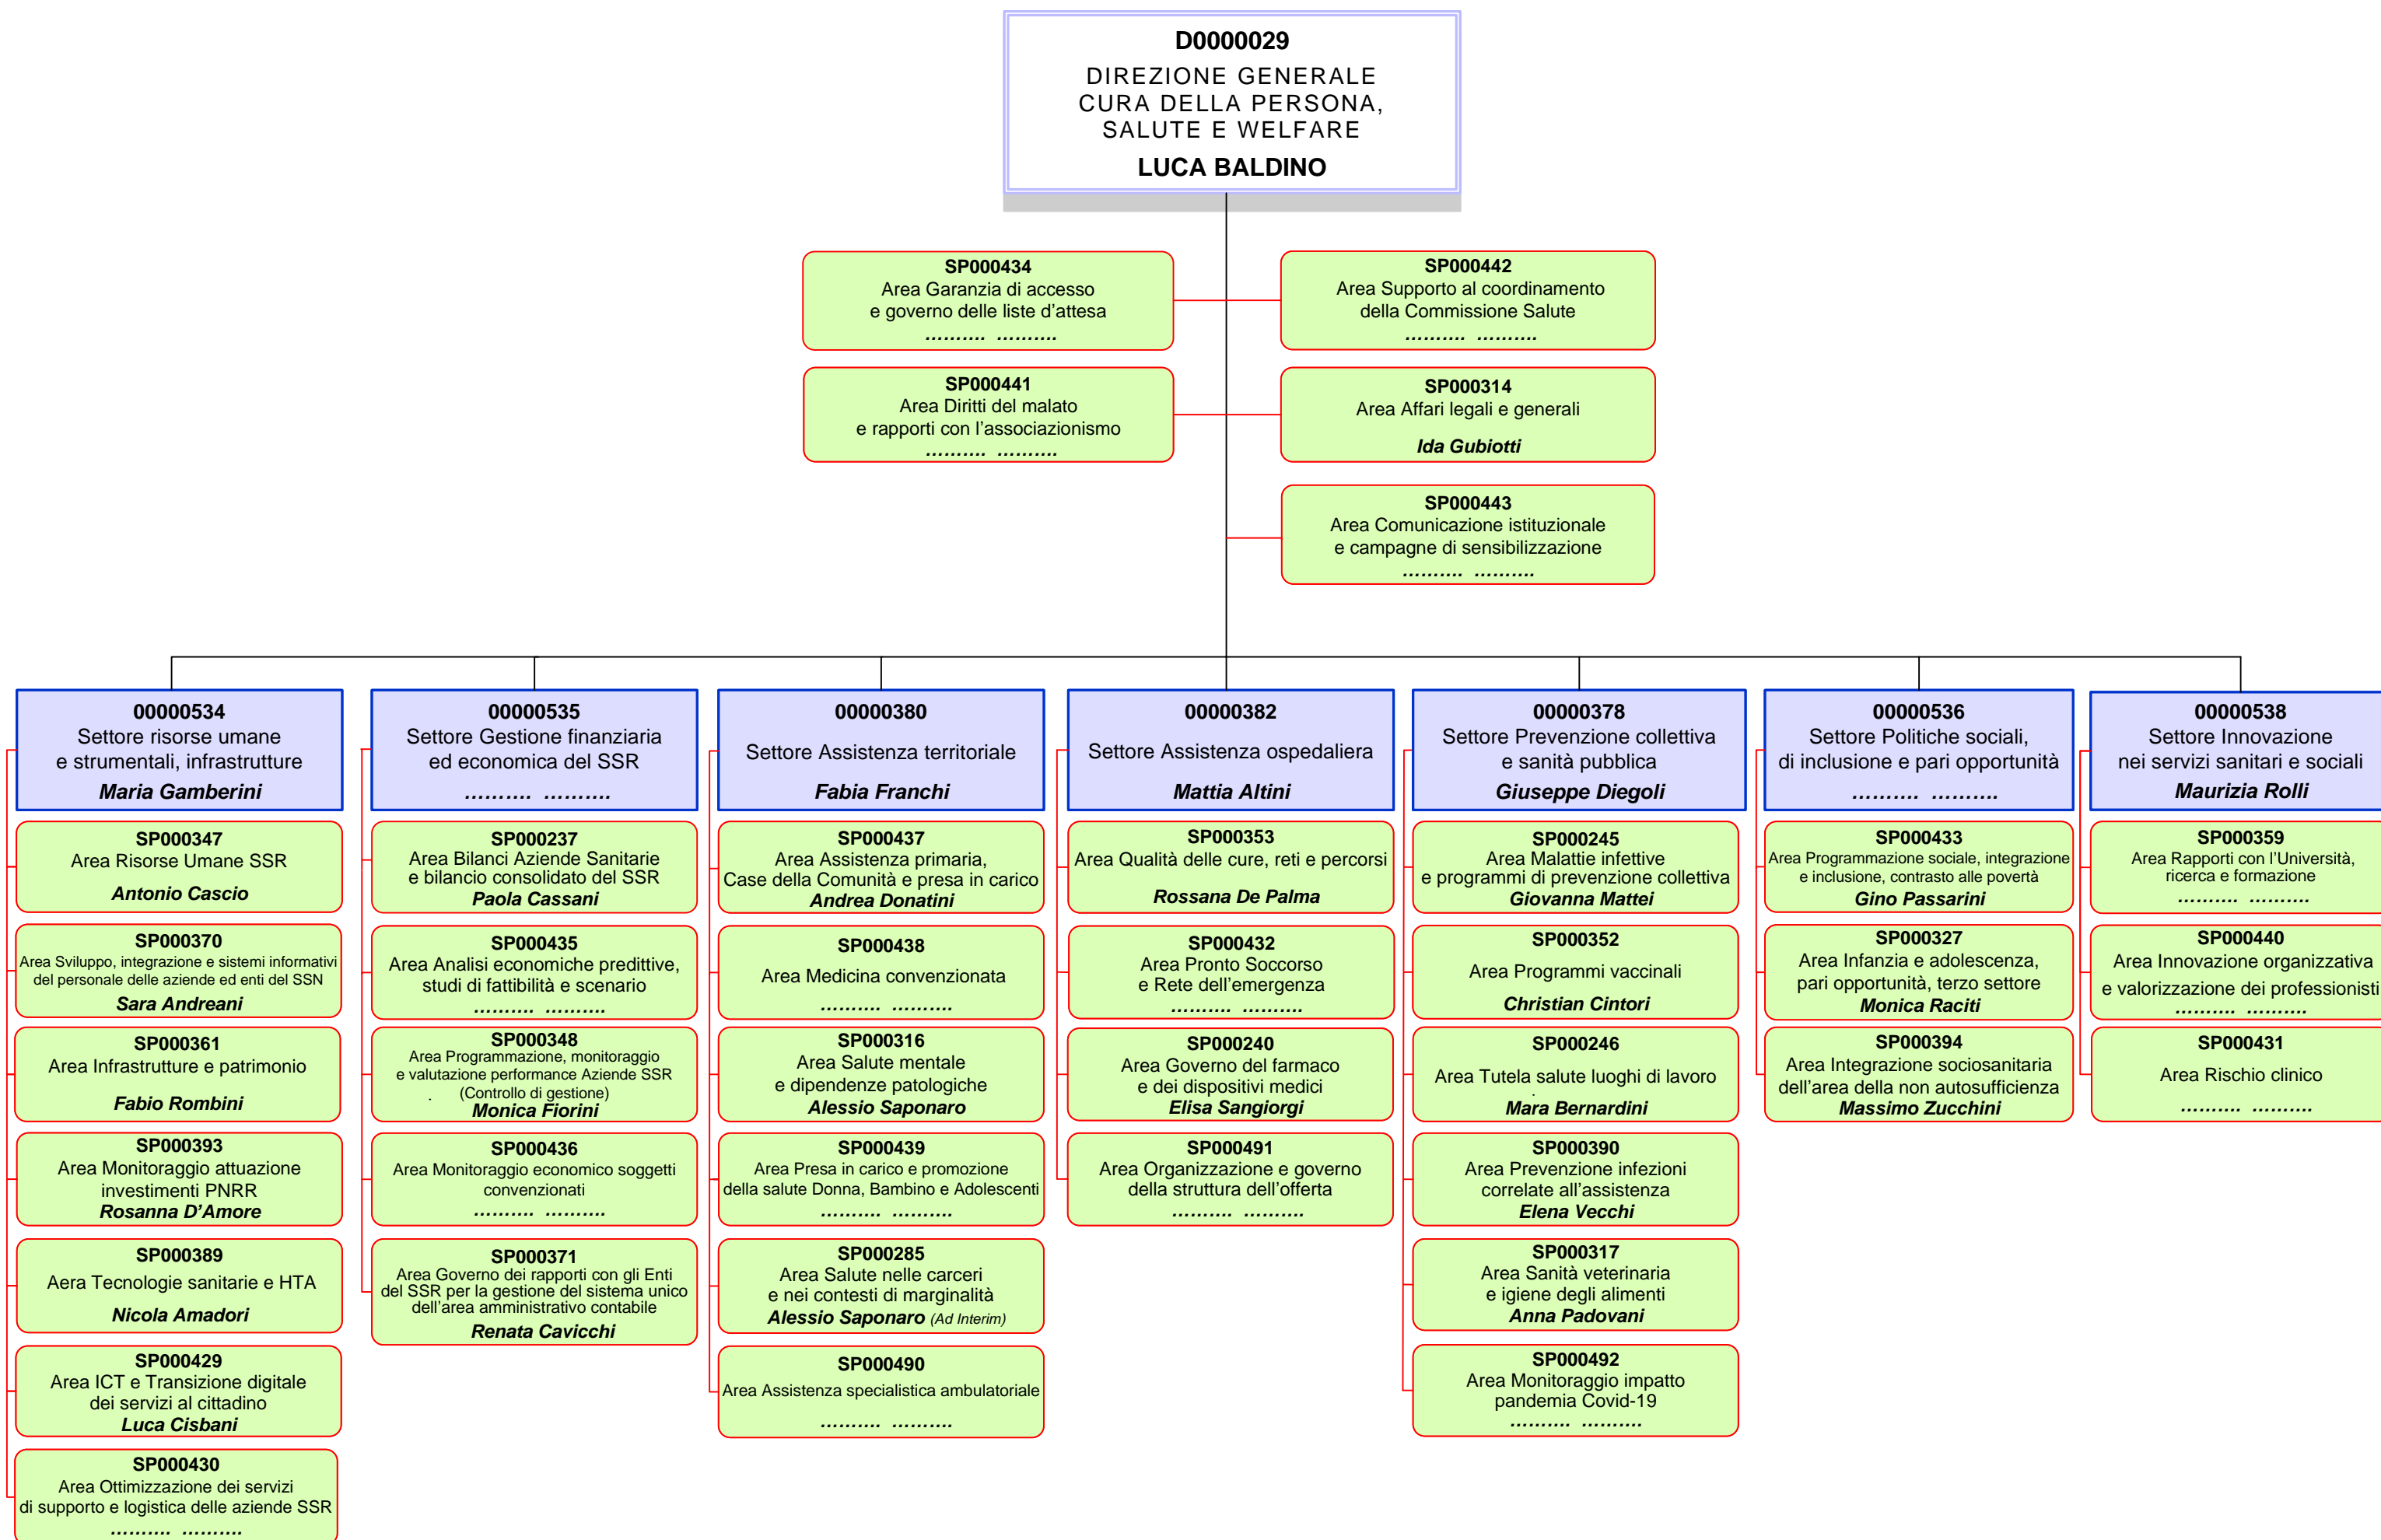 D0000029
DIREZIONE GENERALE
CURA DELLA PERSONA,
SALUTE E WELFARE
LUCA BALDINO
SP000434
Area Garanzia di accesso
e governo delle liste d'attesa
………. ……….
SP000442
Area Supporto al coordinamento
della Commissione Salute
………. ……….
SP000441
Area Diritti del malato
e rapporti con l'associazionismo
………. ……….
SP000314
Area Affari legali e generali
Ida Gubiotti
SP000443
Area Comunicazione istituzionale
e campagne di sensibilizzazione
………. ……….
00000534
Settore risorse umane
e strumentali, infrastrutture
Maria Gamberini
SP000347
Area Risorse Umane SSR
Antonio Cascio
SP000370
Area Sviluppo, integrazione e sistemi informativi
del personale delle aziende ed enti del SSN
Sara Andreani
SP000361
Area Infrastrutture e patrimonio
Fabio Rombini
SP000393
Area Monitoraggio attuazione
investimenti PNRR
Rosanna D'Amore
SP000389
Aera Tecnologie sanitarie e HTA
Nicola Amadori
SP000429
Area ICT e Transizione digitale
dei servizi al cittadino
Luca Cisbani
SP000430
Area Ottimizzazione dei servizi
di supporto e logistica delle aziende SSR
………. ……….
00000535
Settore Gestione finanziaria
ed economica del SSR
………. ……….
SP000237
Area Bilanci Aziende Sanitarie
e bilancio consolidato del SSR
Paola Cassani
SP000435
Area Analisi economiche predittive,
studi di fattibilità e scenario
………. ……….
SP000348
Area Programmazione, monitoraggio
e valutazione performance Aziende SSR
. (Controllo di gestione)
Monica Fiorini
SP000436
Area Monitoraggio economico soggetti
convenzionati
………. ……….
SP000371
Area Governo dei rapporti con gli Enti
del SSR per la gestione del sistema unico
dell'area amministrativo contabile
Renata Cavicchi
00000380
Settore Assistenza territoriale
Fabia Franchi
SP000437
Area Assistenza primaria,
Case della Comunità e presa in carico
Andrea Donatini
SP000438
Area Medicina convenzionata
………. ……….
SP000316
Area Salute mentale
e dipendenze patologiche
Alessio Saponaro
SP000439
Area Presa in carico e promozione
della salute Donna, Bambino e Adolescenti
………. ……….
SP000285
Area Salute nelle carceri
e nei contesti di marginalità
Alessio Saponaro (Ad Interim)
SP000490
Area Assistenza specialistica ambulatoriale
………. ……….
00000382
Settore Assistenza ospedaliera
Mattia Altini
SP000353
Area Qualità delle cure, reti e percorsi
Rossana De Palma
SP000432
Area Pronto Soccorso
e Rete dell'emergenza
………. ……….
SP000240
Area Governo del farmaco
e dei dispositivi medici
Elisa Sangiorgi
SP000491
Area Organizzazione e governo
della struttura dell'offerta
………. ……….
00000378
Settore Prevenzione collettiva
e sanità pubblica
Giuseppe Diegoli
SP000245
Area Malattie infettive
e programmi di prevenzione collettiva
Giovanna Mattei
SP000352
Area Programmi vaccinali
Christian Cintori
SP000246
Area Tutela salute luoghi di lavoro
.
Mara Bernardini
SP000390
Area Prevenzione infezioni
correlate all'assistenza
Elena Vecchi
SP000317
Area Sanità veterinaria
e igiene degli alimenti
Anna Padovani
SP000492
Area Monitoraggio impatto
pandemia Covid-19
………. ……….
00000536
Settore Politiche sociali,
di inclusione e pari opportunità
………. ……….
SP000433
Area Programmazione sociale, integrazione
e inclusione, contrasto alle povertà
Gino Passarini
SP000327
Area Infanzia e adolescenza,
pari opportunità, terzo settore
Monica Raciti
SP000394
Area Integrazione sociosanitaria
dell'area della non autosufficienza
Massimo Zucchini
00000538
Settore Innovazione
nei servizi sanitari e sociali
Maurizia Rolli
SP000359
Area Rapporti con l'Università,
ricerca e formazione
………. ……….
SP000440
Area Innovazione organizzativa
e valorizzazione dei professionisti
………. ……….
SP000431
Area Rischio clinico
………. ……….